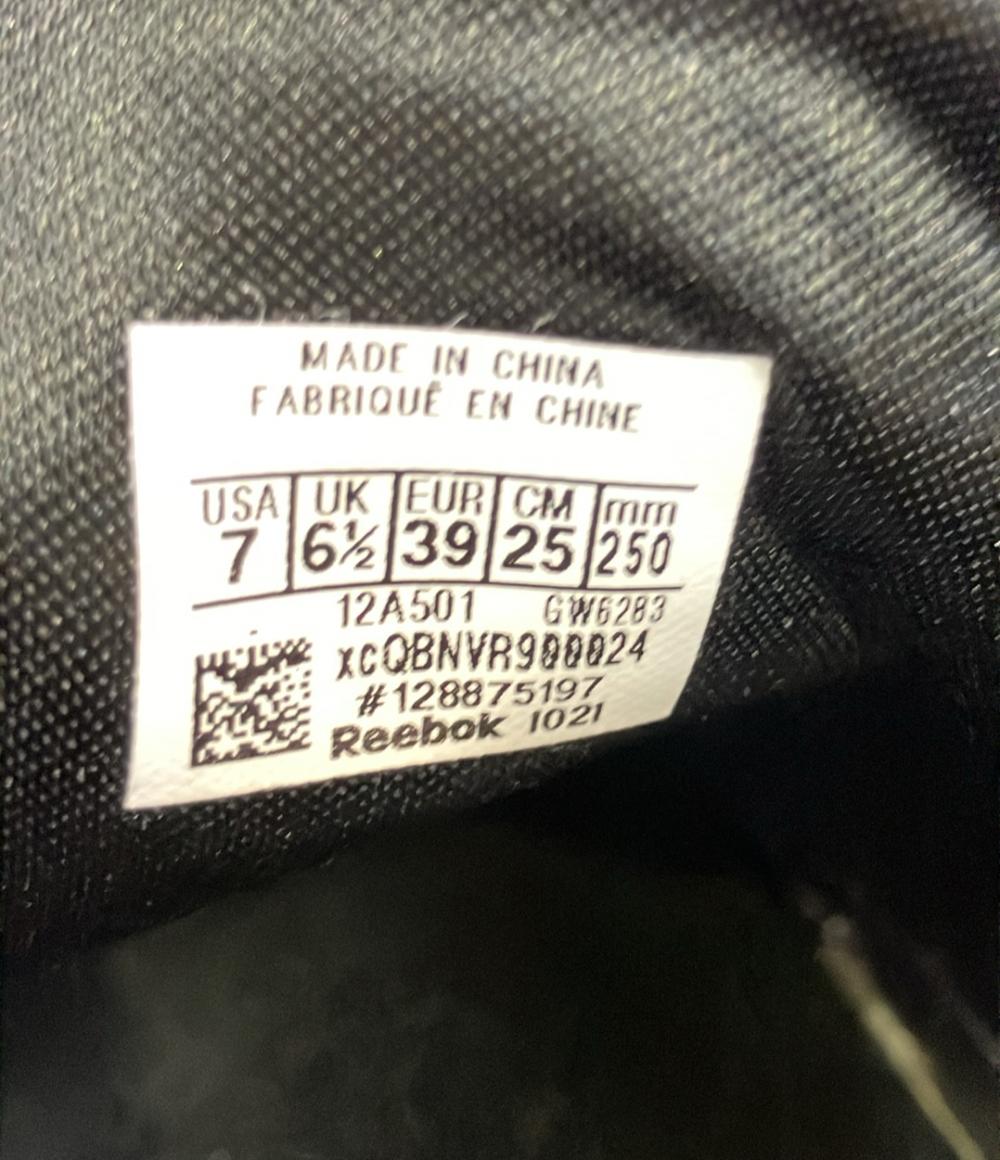 MADE IN CHINA
FABRIQUÉ EN CHINE
USA UK EUR CM mm
7 6½ 39 25 250
12A501 GW6283
xcQBNVR900024
#128875197
Reebok 1021